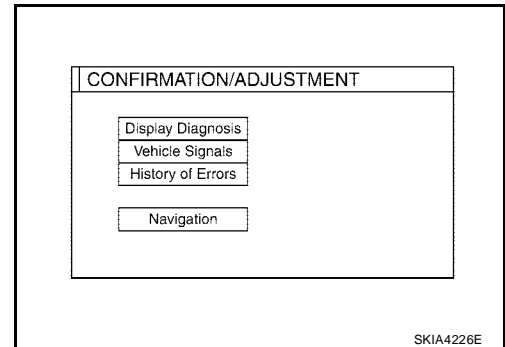 CONFIRMATION/ADJUSTMENT
Display Diagnosis
Vehicle Signals
History of Errors
Navigation
SKIA4226E